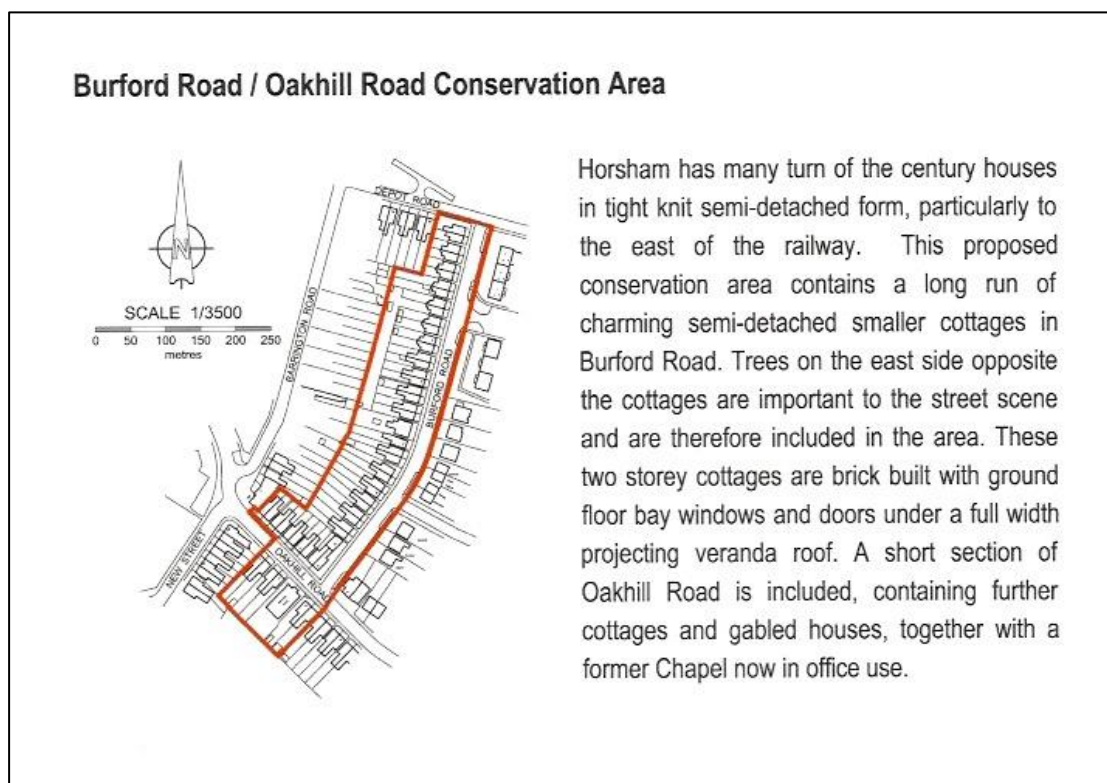 Burford Road / Oakhill Road Conservation Area
DEPOT ROAD
N
SCALE 1/3500
0 50 100 150 200 250
metres
BARRINGTON ROAD
BURFORD ROAD
NEW STREET
OAKHILL ROAD
Horsham has many turn of the century houses
in tight knit semi-detached form, particularly to
the east of the railway. This proposed
conservation area contains a long run of
charming semi-detached smaller cottages in
Burford Road. Trees on the east side opposite
the cottages are important to the street scene
and are therefore included in the area. These
two storey cottages are brick built with ground
floor bay windows and doors under a full width
projecting veranda roof. A short section of
Oakhill Road is included, containing further
cottages and gabled houses, together with a
former Chapel now in office use.